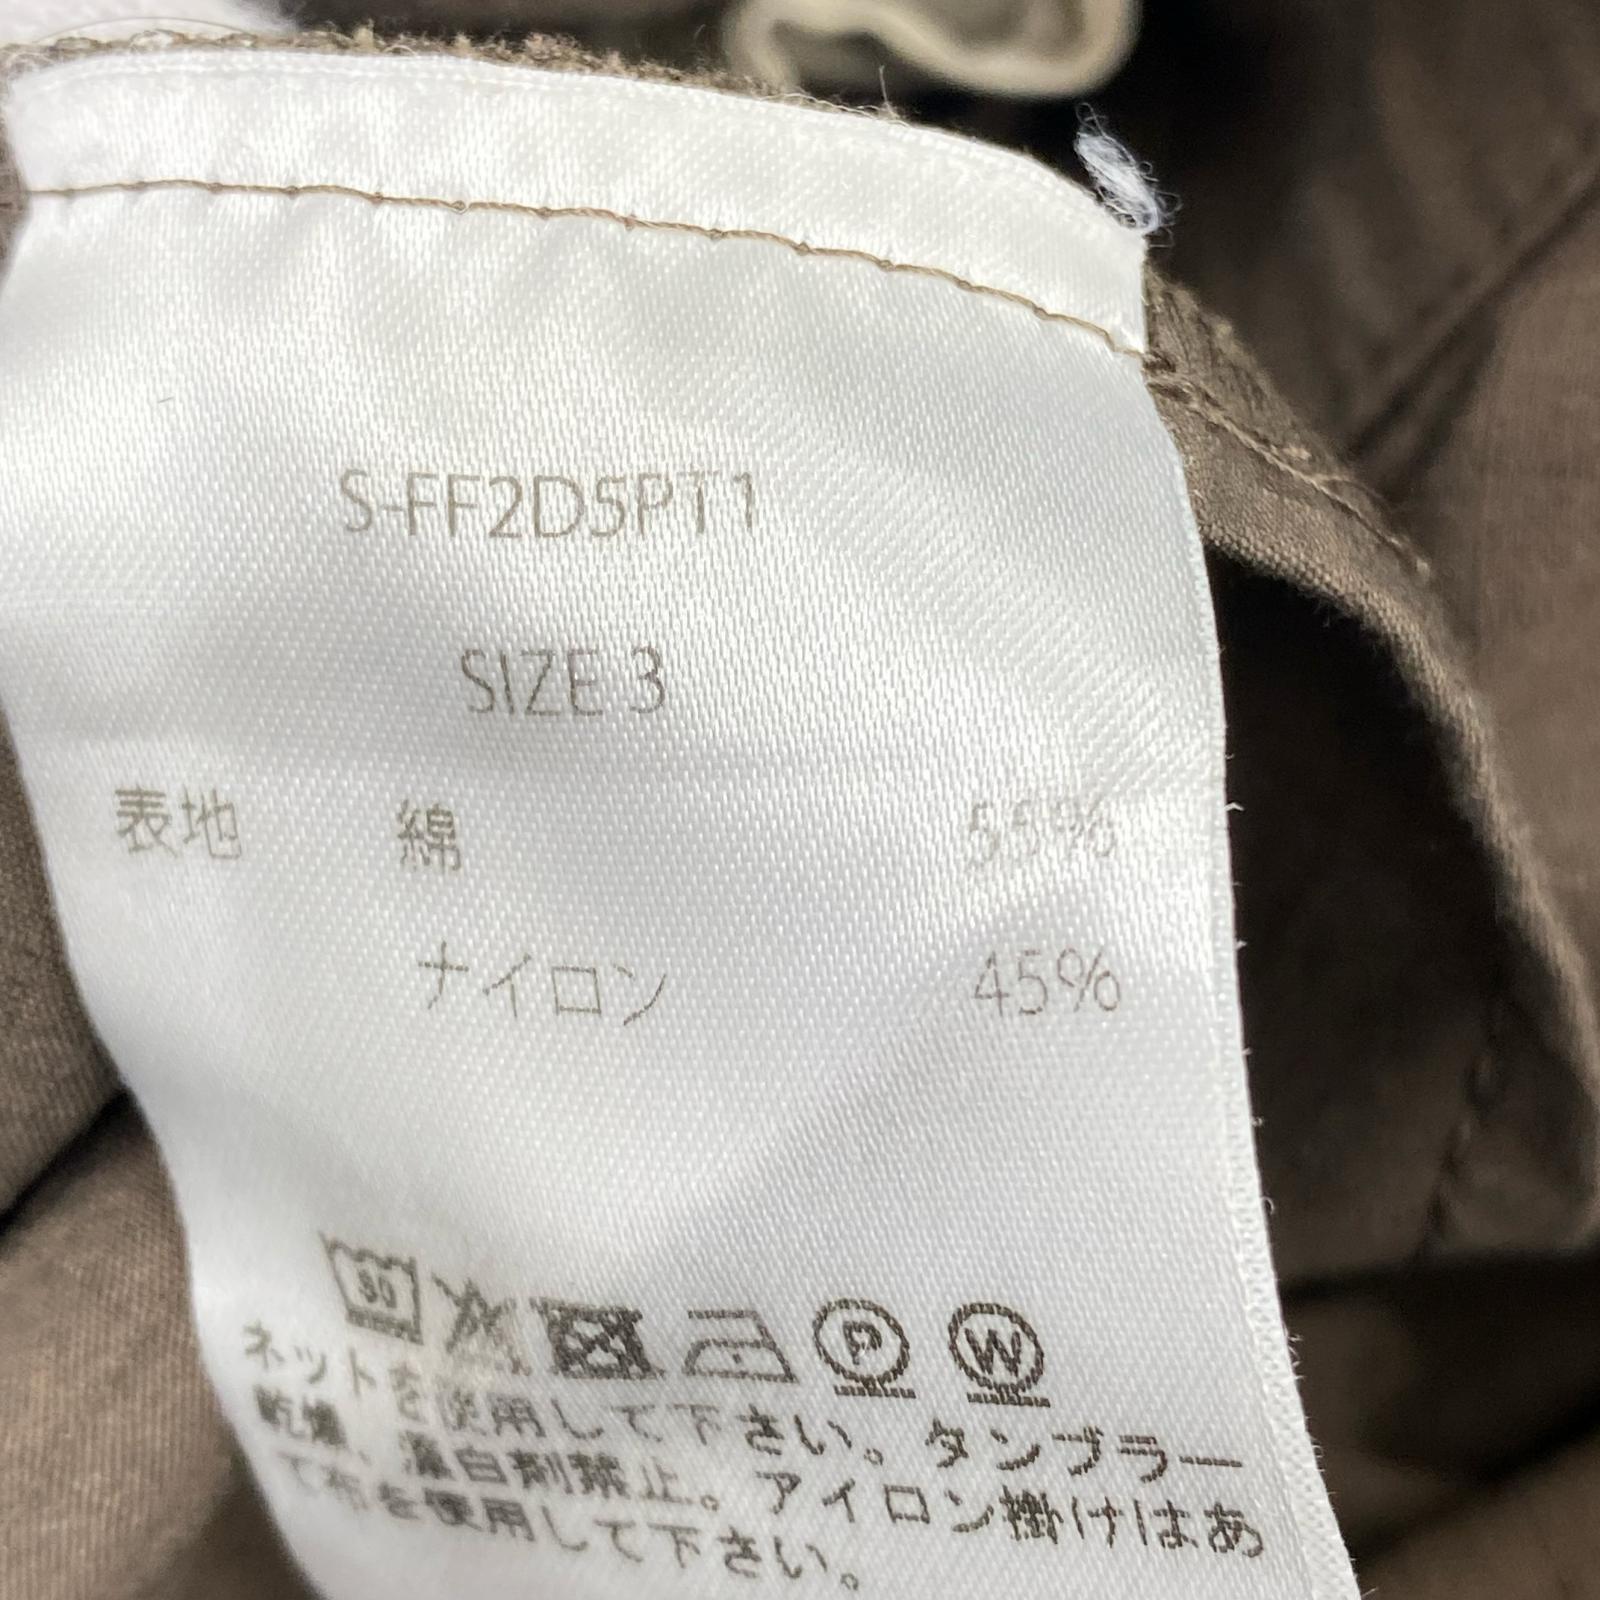 S-FF2D5PT1
SIZE 3
表地 綿 55%
ナイロン 45%
30 P W
ネットを使用して下さい。タンブラー
乾燥、漂白剤禁止。アイロン掛けはあ
て布を使用して下さい。